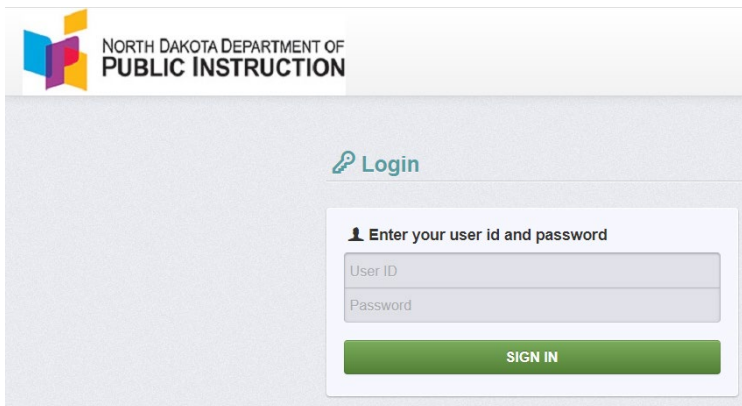 NORTH DAKOTA DEPARTMENT OF
PUBLIC INSTRUCTION
Login
Enter your user id and password
User ID
Password
SIGN IN